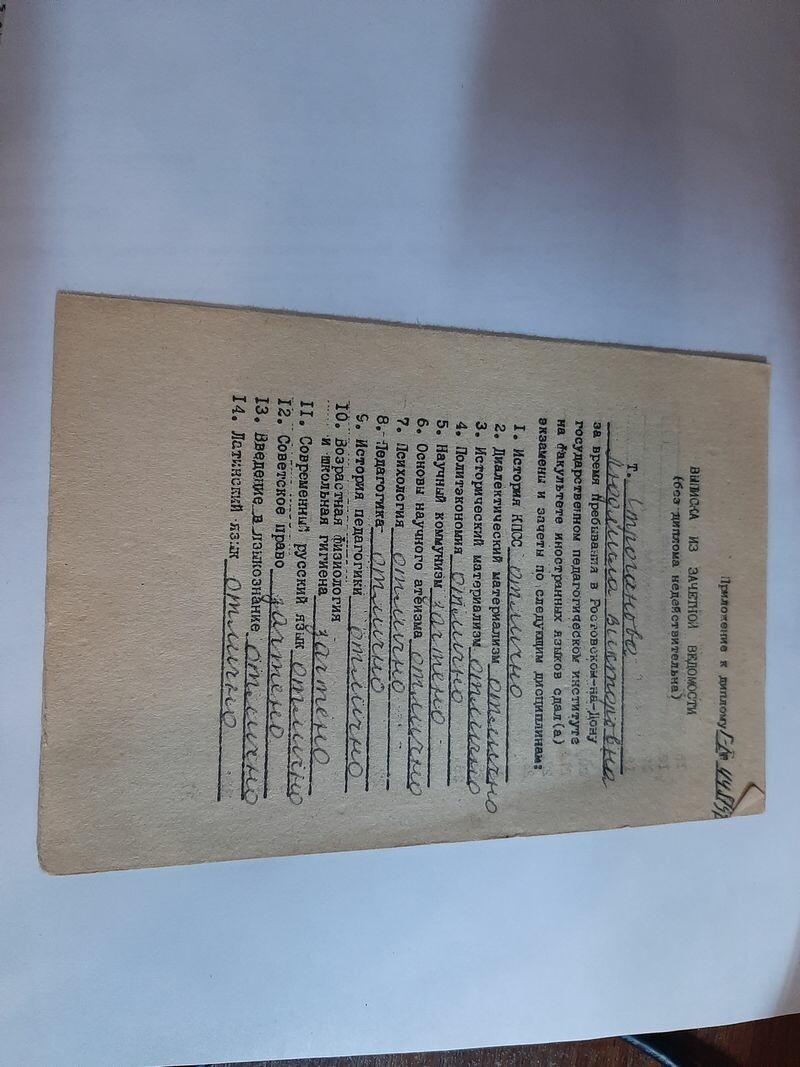 Приложение к диплому
ВЫПИСКА ИЗ ЗАЧЕТНОЙ ВЕДОМОСТИ
(без диплома недействительна)
т. Строганова
Людмила Викторовна
за время пребывания в Ростовском-на-Дону
государственном педагогическом институте
на факультете иностранных языков сдал(а)
экзамены и зачеты по следующим дисциплинам:
1. История КПСС отлично
2. Диалектический материализм отлично
3. Исторический материализм отлично
4. Политэкономия отлично
5. Научный коммунизм зачтено
6. Основы научного атеизма отлично
7. Психология отлично
8. Педагогика отлично
9. История педагогики отлично
10. Возрастная физиология
и школьная гигиена зачтено
11. Современный русский язык отлично
12. Советское право зачтено
13. Введение в языкознание отлично
14. Латинский язык отлично